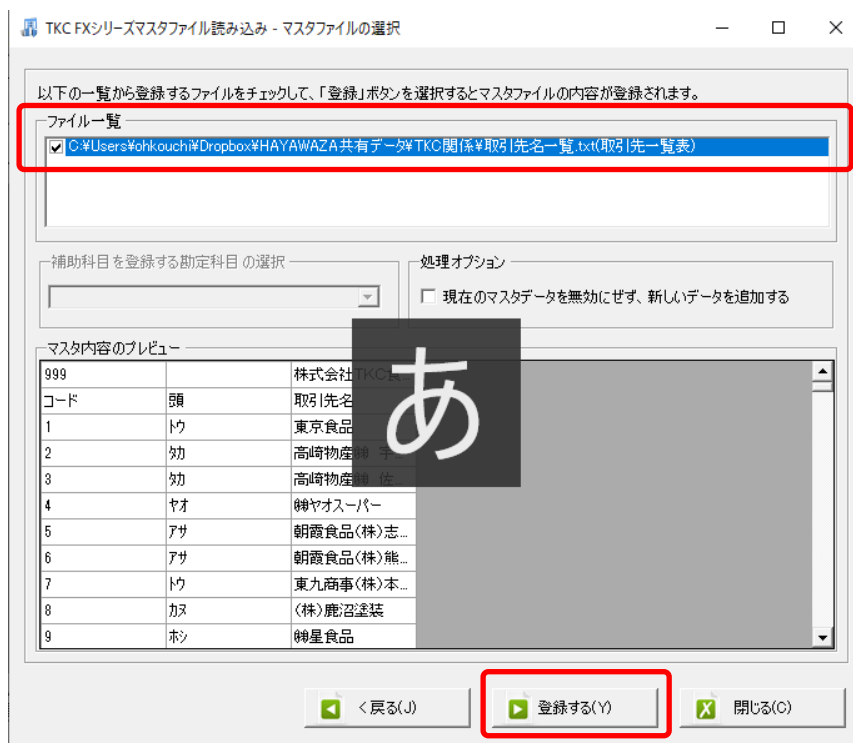 TKC FXシリーズマスタファイル読み込み - マスタファイルの選択
以下の一覧から登録するファイルをチェックして、「登録」ボタンを選択するとマスタファイルの内容が登録されます。
ファイル一覧
C:¥Users¥ohkouchi¥Dropbox¥HAYAWAZA共有データ¥TKC関係¥取引先名一覧.txt(取引先一覧表)
補助科目を登録する勘定科目の選択
処理オプション
現在のマスタデータを無効にぜず、新しいデータを追加する
マスタ内容のプレビュー
999 株式会社TKC食...
コード 頭 取引先名
1 トウ 東京食品
2 タカ 高崎物産㈱ 宇...
3 タカ 高崎物産㈱ 佐...
4 ヤオ ㈱ヤオスーパー
5 アサ 朝霞食品(株)志...
6 アサ 朝霞食品(株)熊...
7 トウ 東九商事(株)本...
8 カヌ (株)鹿沼塗装
9 ホシ ㈱星食品
あ
<戻る(J)
登録する(Y)
閉じる(C)